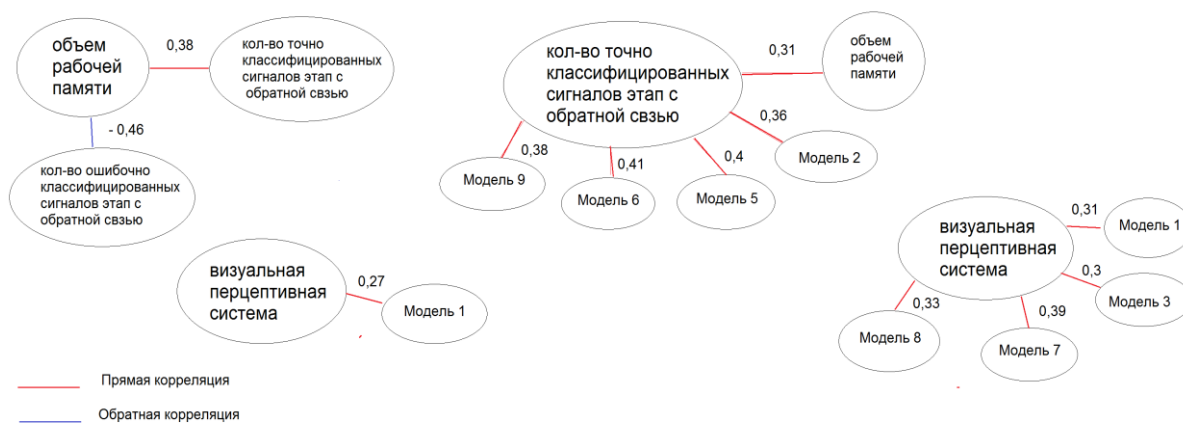 объем
рабочей
памяти
0,38
кол-во точно
классифицированных
сигналов этап с
обратной свзью
- 0,46
кол-во ошибочно
классифицированных
сигналов этап с
обратной свзью
кол-во точно
классифицированных
сигналов этап с
обратной свзью
0,31
объем
рабочей
памяти
0,36
Модель 2
0,4
Модель 5
0,41
Модель 6
0,38
Модель 9
визуальная
перцептивная
система
0,27
Модель 1
визуальная
перцептивная
система
0,31
Модель 1
0,3
Модель 3
0,39
Модель 7
0,33
Модель 8
Прямая корреляция
Обратная корреляция